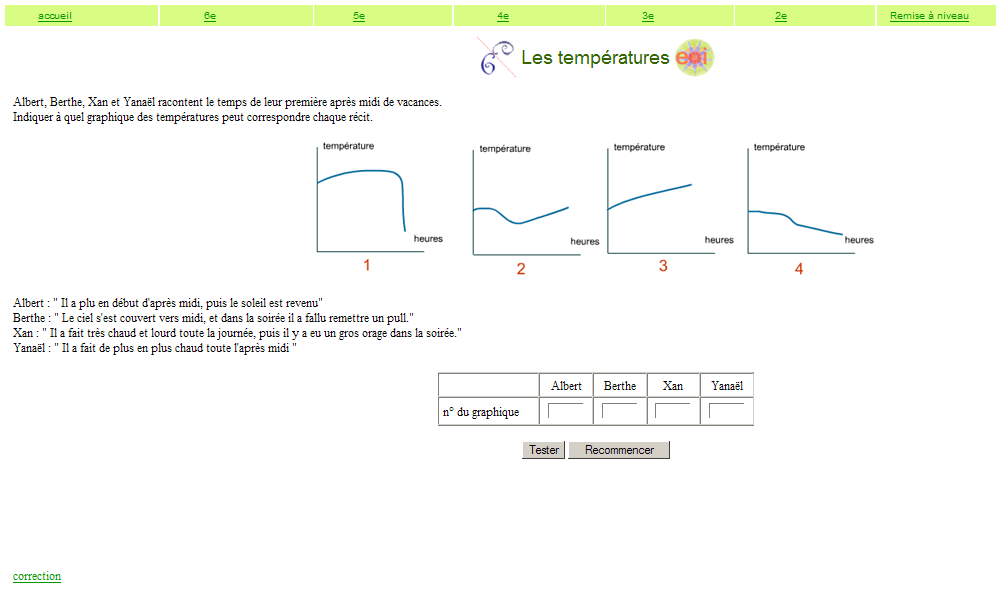 accueil 6e 5e 4e 3e 2e Remise à niveau
6e Les températures epi
Albert, Berthe, Xan et Yanaël racontent le temps de leur première après midi de vacances.
Indiquer à quel graphique des températures peut correspondre chaque récit.
température température température température
heures heures heures heures
1 2 3 4
Albert : " Il a plu en début d'après midi, puis le soleil est revenu"
Berthe : " Le ciel s'est couvert vers midi, et dans la soirée il a fallu remettre un pull."
Xan : " Il a fait très chaud et lourd toute la journée, puis il y a eu un gros orage dans la soirée."
Yanaël : " Il a fait de plus en plus chaud toute l'après midi "
Albert Berthe Xan Yanaël
n° du graphique
Tester Recommencer
correction